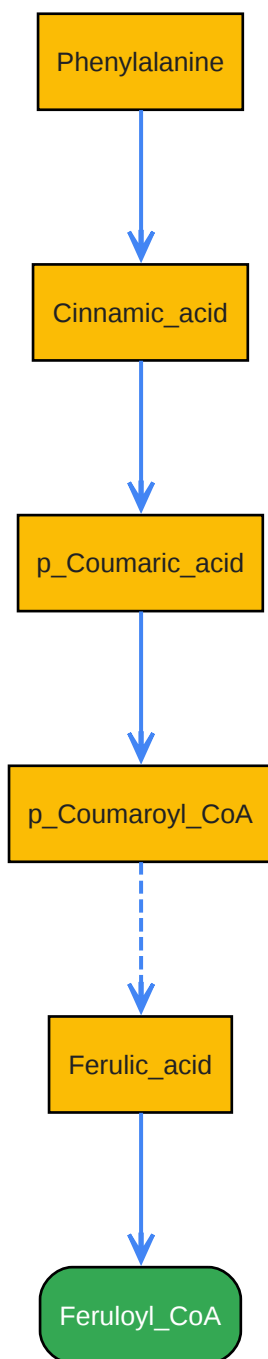 Phenylalanine
Cinnamic_acid
p_Coumaric_acid
p_Coumaroyl_CoA
Ferulic_acid
Feruloyl_CoA